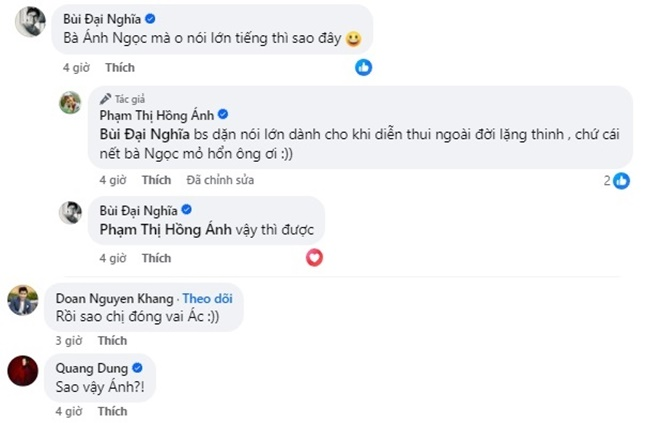 Bùi Đại Nghĩa
Bà Ánh Ngọc mà o nói lớn tiếng thì sao đây 😃
4 giờ Thích
Tác giả
Phạm Thị Hồng Ánh
Bùi Đại Nghĩa bs dặn nói lớn dành cho khi diễn thui ngoài đời lặng thinh , chứ cái
nết bà Ngọc mỏ hổn ông ơi :))
4 giờ Thích Đã chỉnh sửa 2
Bùi Đại Nghĩa
Phạm Thị Hồng Ánh vậy thì được
4 giờ Thích
Doan Nguyen Khang · Theo dõi
Rồi sao chị đóng vai Ác :))
3 giờ Thích
Quang Dung
Sao vậy Ánh?!
4 giờ Thích